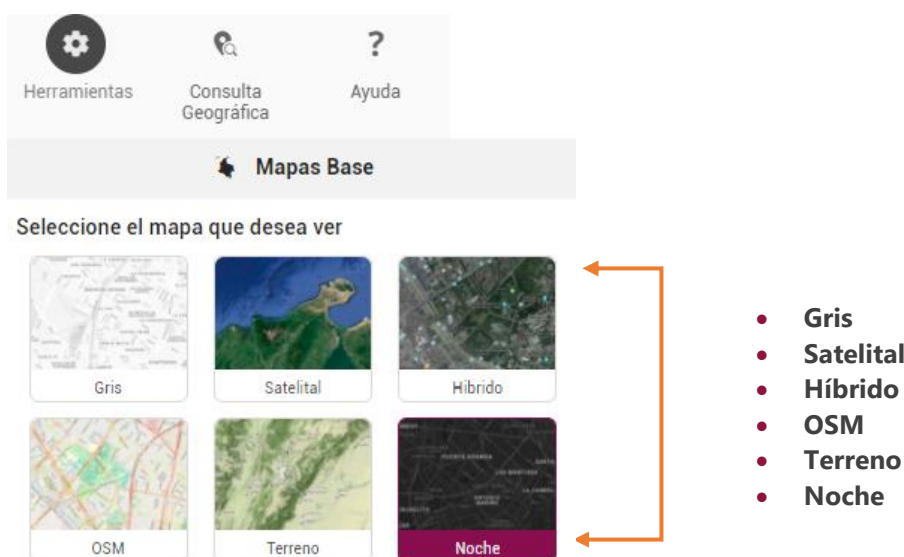 Herramientas
Consulta
Geográfica
?
Ayuda
Mapas Base
Seleccione el mapa que desea ver
Gris
Satelital
Hibrido
OSM
Terreno
Noche
• Gris
• Satelital
• Híbrido
• OSM
• Terreno
• Noche